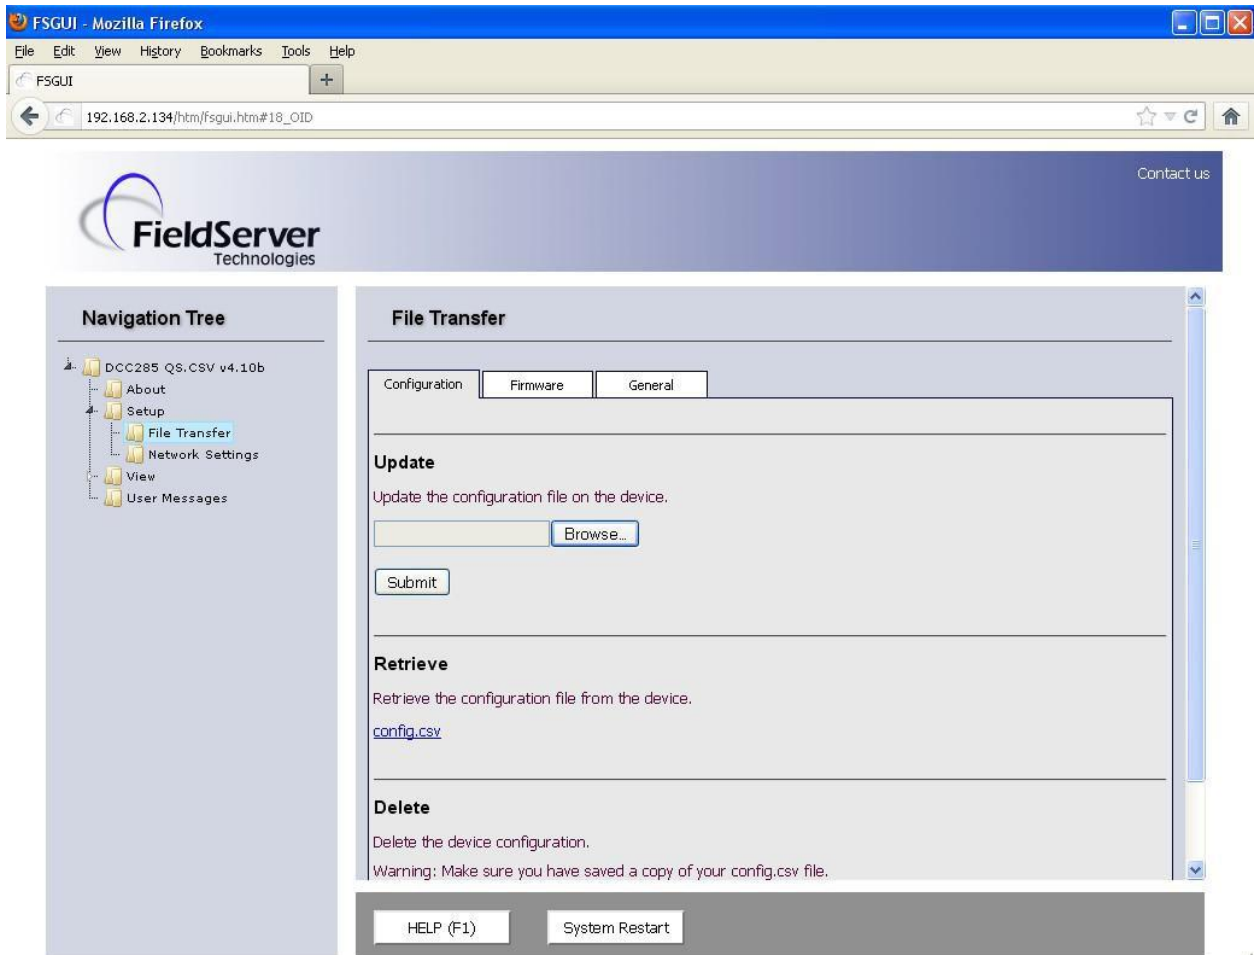 FSGUI - Mozilla Firefox
File Edit View History Bookmarks Tools Help
FSGUI
192.168.2.134/htm/fsgui.htm#18_OID
Contact us
FieldServer
Technologies
Navigation Tree
DCC285 QS.CSV v4.10b
About
Setup
File Transfer
Network Settings
View
User Messages
File Transfer
Configuration Firmware General
Update
Update the configuration file on the device.
Browse...
Submit
Retrieve
Retrieve the configuration file from the device.
config.csv
Delete
Delete the device configuration.
Warning: Make sure you have saved a copy of your config.csv file.
HELP (F1) System Restart